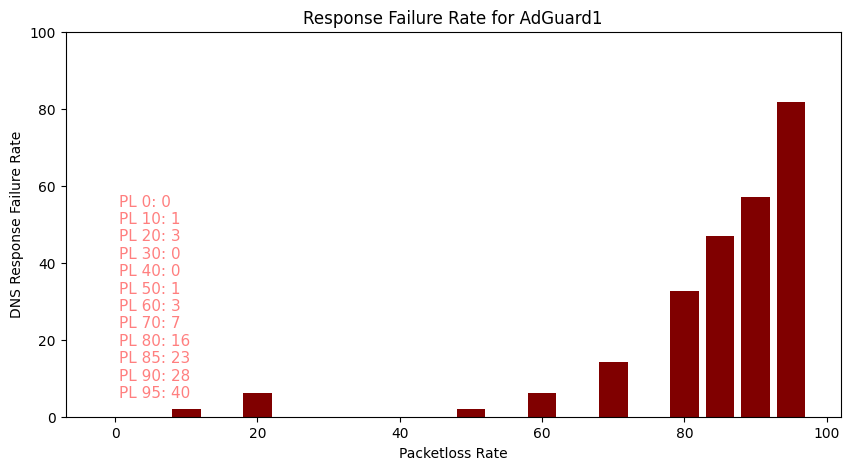 Response Failure Rate for AdGuard1
100
80
60
40
20
0
DNS Response Failure Rate
PL 0: 0
PL 10: 1
PL 20: 3
PL 30: 0
PL 40: 0
PL 50: 1
PL 60: 3
PL 70: 7
PL 80: 16
PL 85: 23
PL 90: 28
PL 95: 40
0 20 40 60 80 100
Packetloss Rate